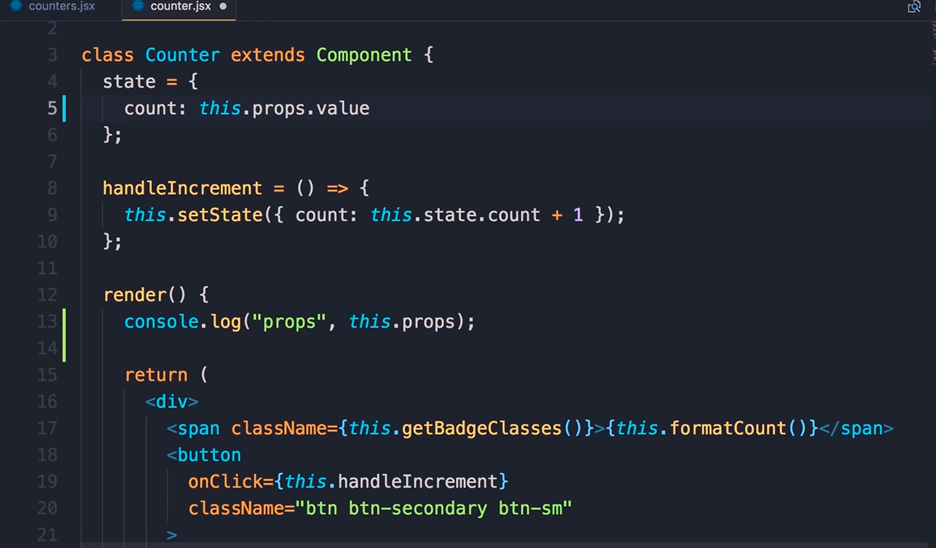 counters.jsx counter.jsx
2
3 class Counter extends Component {
4 state = {
5 count: this.props.value
6 };
7
8 handleIncrement = () => {
9 this.setState({ count: this.state.count + 1 });
10 };
11
12 render() {
13 console.log("props", this.props);
14
15 return (
16 <div>
17 <span className={this.getBadgeClasses()}>{this.formatCount()}</span>
18 <button
19 onClick={this.handleIncrement}
20 className="btn btn-secondary btn-sm"
21 >